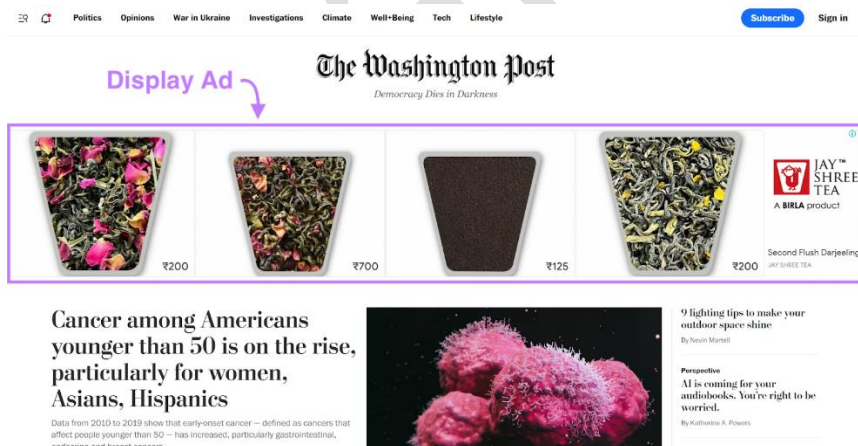 Politics Opinions War in Ukraine Investigations Climate Well+Being Tech Lifestyle Subscribe Sign in
The Washington Post
Democracy Dies in Darkness
Display Ad
₹200
₹700
₹125
₹200
JAY™
SHREE
TEA
A BIRLA product
Second Flush Darjeeling
JAY SHREE TEA
Cancer among Americans
younger than 50 is on the rise,
particularly for women,
Asians, Hispanics
Data from 2010 to 2019 show that early-onset cancer — defined as cancers that
affect people younger than 50 — has increased, particularly gastrointestinal,
9 lighting tips to make your
outdoor space shine
By Nevin Martell
Perspective
AI is coming for your
audiobooks. You're right to be
worried.
By Katherine A. Powers